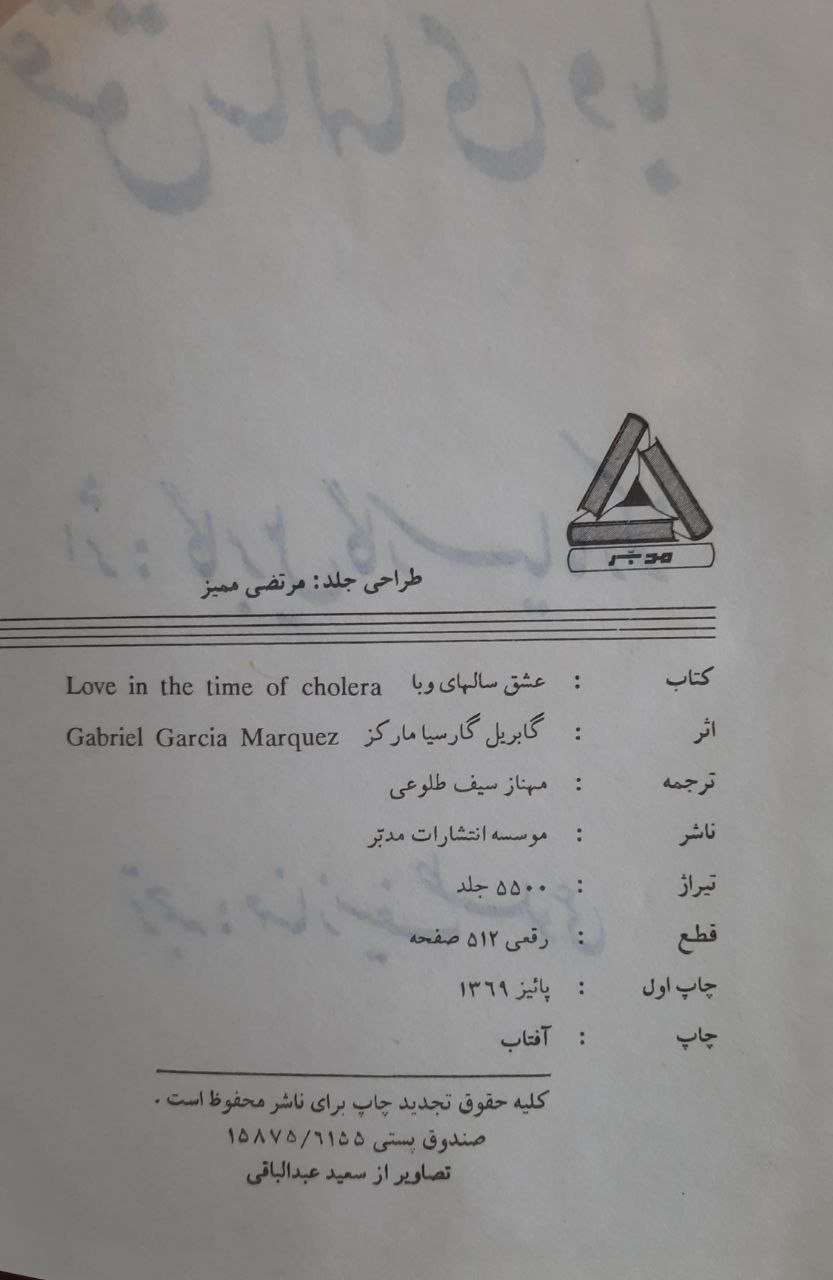 مدبّر
طراحی جلد: مرتضی ممیز
کتاب : عشق سالهای وبا Love in the time of cholera
اثر : گابریل گارسیا مارکز Gabriel Garcia Marquez
ترجمه : مهناز سیف طلوعی
ناشر : موسسه انتشارات مدبّر
تیراژ : ۵۵۰۰ جلد
قطع : رقعی ۵۱۲ صفحه
چاپ اول : پائیز ۱۳۶۹
چاپ : آفتاب
کلیه حقوق تجدید چاپ برای ناشر محفوظ است .
صندوق پستی ۱۵۸۷۵/۶۱۵۵
تصاویر از سعید عبدالباقی